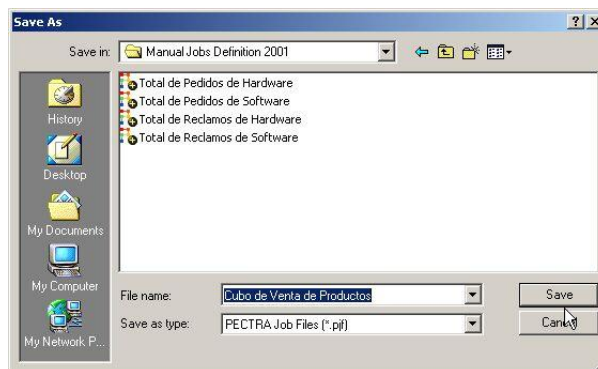 Save As
Save in:
Manual Jobs Definition 2001
Total de Pedidos de Hardware
Total de Pedidos de Software
Total de Reclamos de Hardware
Total de Reclamos de Software
History
Desktop
My Documents
My Computer
My Network P...
File name:
Cubo de Venta de Productos
Save
Save as type:
PECTRA Job Files (*.pjf)
Cancel